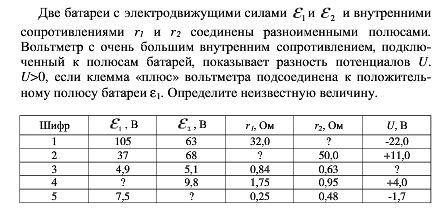 Две батареи с электродвижущими силами ℰ₁ и ℰ₂ и внутренними
сопротивлениями r₁ и r₂ соединены разноименными полюсами.
Вольтметр с очень большим внутренним сопротивлением, подклю-
ченный к полюсам батарей, показывает разность потенциалов U.
U>0, если клемма «плюс» вольтметра подсоединена к положитель-
ному полюсу батареи ε₁. Определите неизвестную величину.
Шифр ℰ₁, В ℰ₂, В r₁, Ом r₂, Ом U, В
1 105 63 32,0 ? -22,0
2 37 68 ? 50,0 +11,0
3 4,9 5,1 0,84 0,63 ?
4 ? 9,8 1,75 0,95 +4,0
5 7,5 ? 0,25 0,48 -1,7